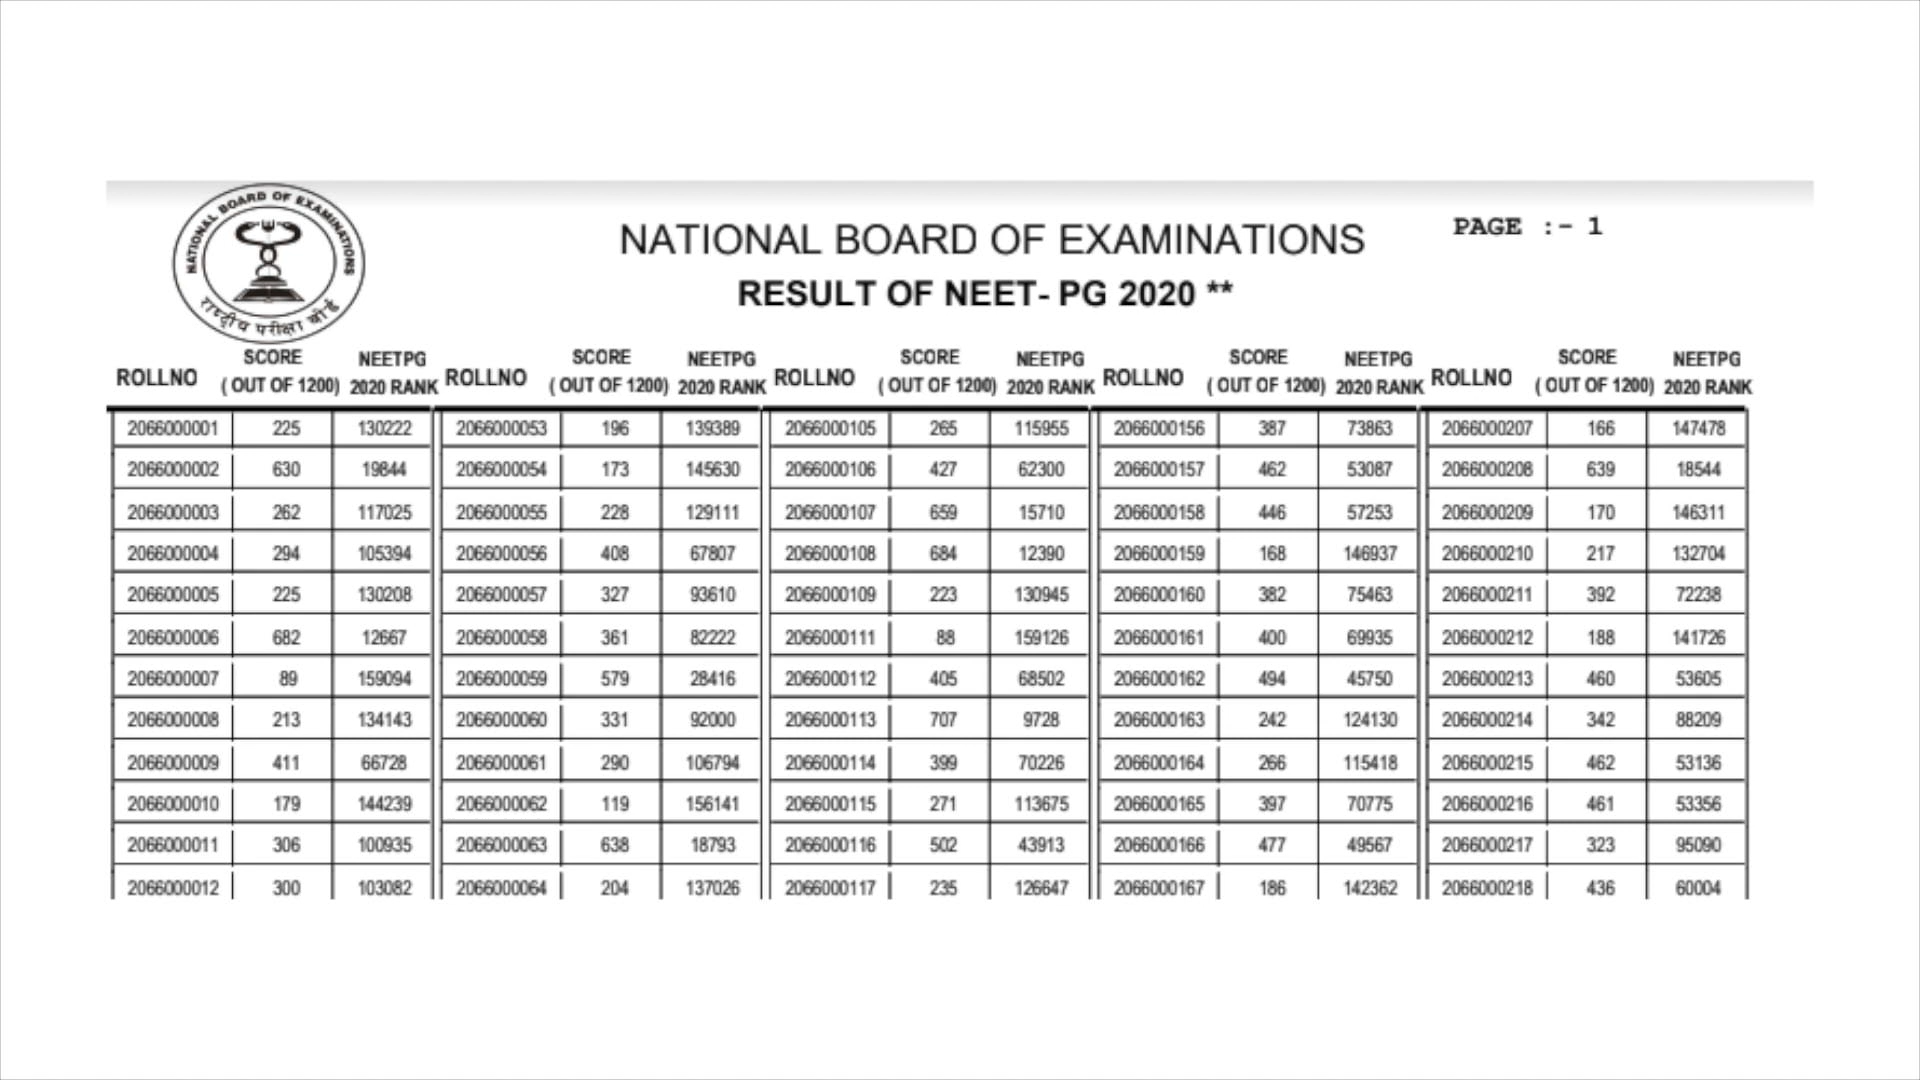 NATIONAL BOARD OF EXAMINATIONS
राष्ट्रीय परीक्षा बोर्ड
NATIONAL BOARD OF EXAMINATIONS
PAGE :- 1
RESULT OF NEET- PG 2020 **
ROLLNO SCORE ( OUT OF 1200) NEETPG 2020 RANK ROLLNO SCORE ( OUT OF 1200) NEETPG 2020 RANK ROLLNO SCORE ( OUT OF 1200) NEETPG 2020 RANK ROLLNO SCORE ( OUT OF 1200) NEETPG 2020 RANK ROLLNO SCORE ( OUT OF 1200) NEETPG 2020 RANK
2066000001 225 130222 2066000053 196 139389 2066000105 265 115955 2066000156 387 73863 2066000207 166 147478
2066000002 630 19844 2066000054 173 145630 2066000106 427 62300 2066000157 462 53087 2066000208 639 18544
2066000003 262 117025 2066000055 228 129111 2066000107 659 15710 2066000158 446 57253 2066000209 170 146311
2066000004 294 105394 2066000056 408 67807 2066000108 684 12390 2066000159 168 146937 2066000210 217 132704
2066000005 225 130208 2066000057 327 93610 2066000109 223 130945 2066000160 382 75463 2066000211 392 72238
2066000006 682 12667 2066000058 361 82222 2066000111 88 159126 2066000161 400 69935 2066000212 188 141726
2066000007 89 159094 2066000059 579 28416 2066000112 405 68502 2066000162 494 45750 2066000213 460 53605
2066000008 213 134143 2066000060 331 92000 2066000113 707 9728 2066000163 242 124130 2066000214 342 88209
2066000009 411 66728 2066000061 290 106794 2066000114 399 70226 2066000164 266 115418 2066000215 462 53136
2066000010 179 144239 2066000062 119 156141 2066000115 271 113675 2066000165 397 70775 2066000216 461 53356
2066000011 306 100935 2066000063 638 18793 2066000116 502 43913 2066000166 477 49567 2066000217 323 95090
2066000012 300 103082 2066000064 204 137026 2066000117 235 126647 2066000167 186 142362 2066000218 436 60004